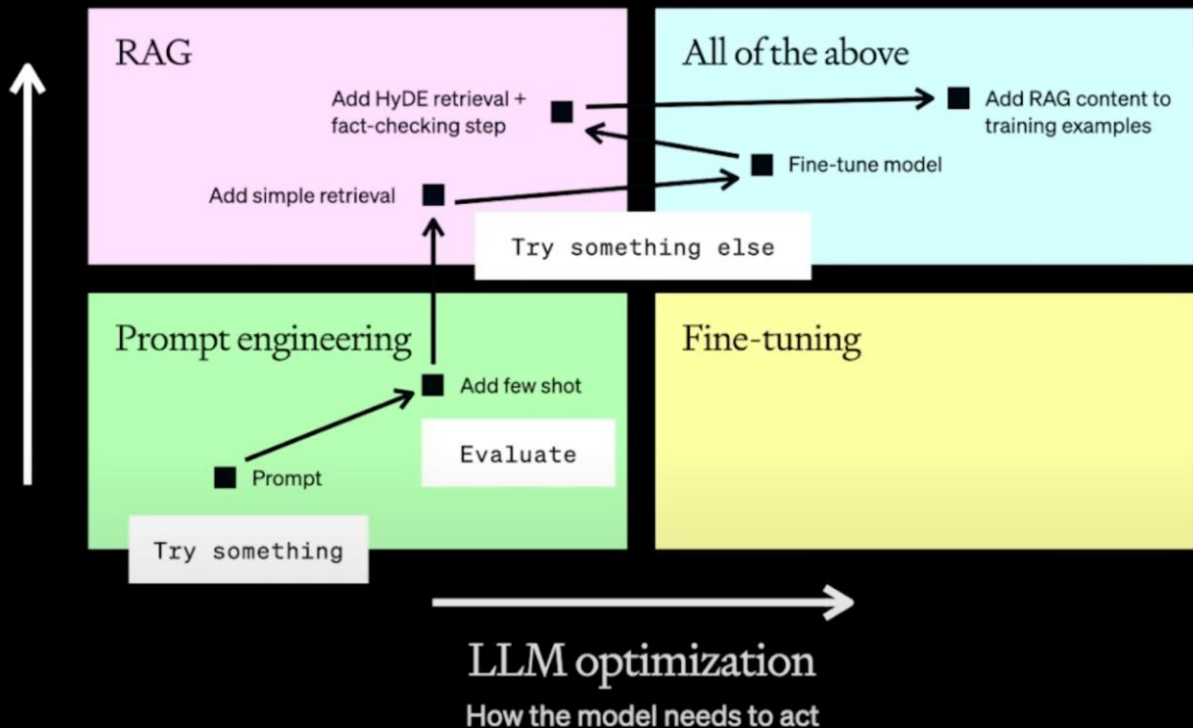 RAG
Add HyDE retrieval +
fact-checking step
Add simple retrieval
All of the above
Add RAG content to
training examples
Fine-tune model
Try something else
Prompt engineering
Add few shot
Evaluate
Prompt
Try something
Fine-tuning
LLM optimization
How the model needs to act